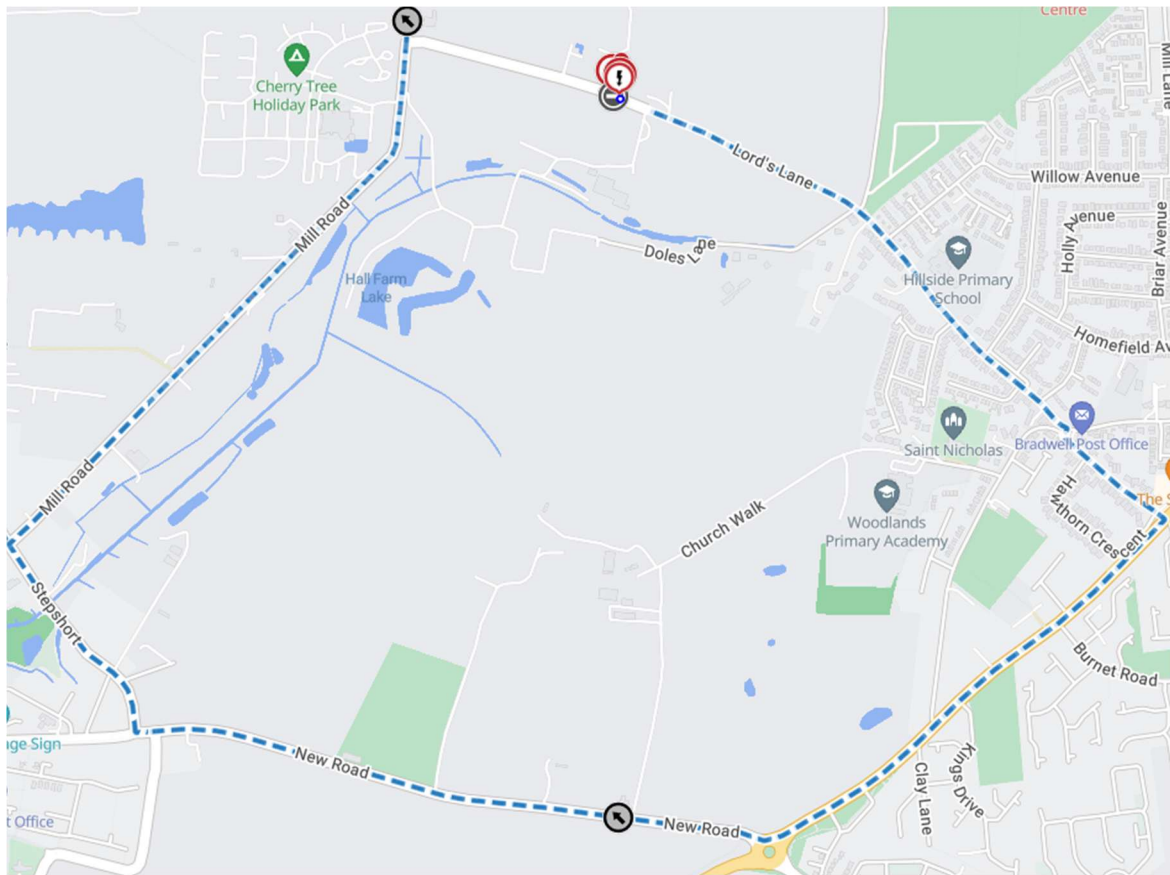 Centre
Mill Lane
Cherry Tree
Holiday Park
Lord's Lane
Willow Avenue
Holly Avenue
Briar Avenue
Mill Road
Doles Lane
Hall Farm
Lake
Hillside Primary
School
Homefield Av
Saint Nicholas
Bradwell Post Office
Mill Road
Church Walk
Woodlands
Primary Academy
Hawthorn Crescent
The S
Stepshort
Burnet Road
age Sign
New Road
Kings Drive
Clay Lane
t Office
New Road